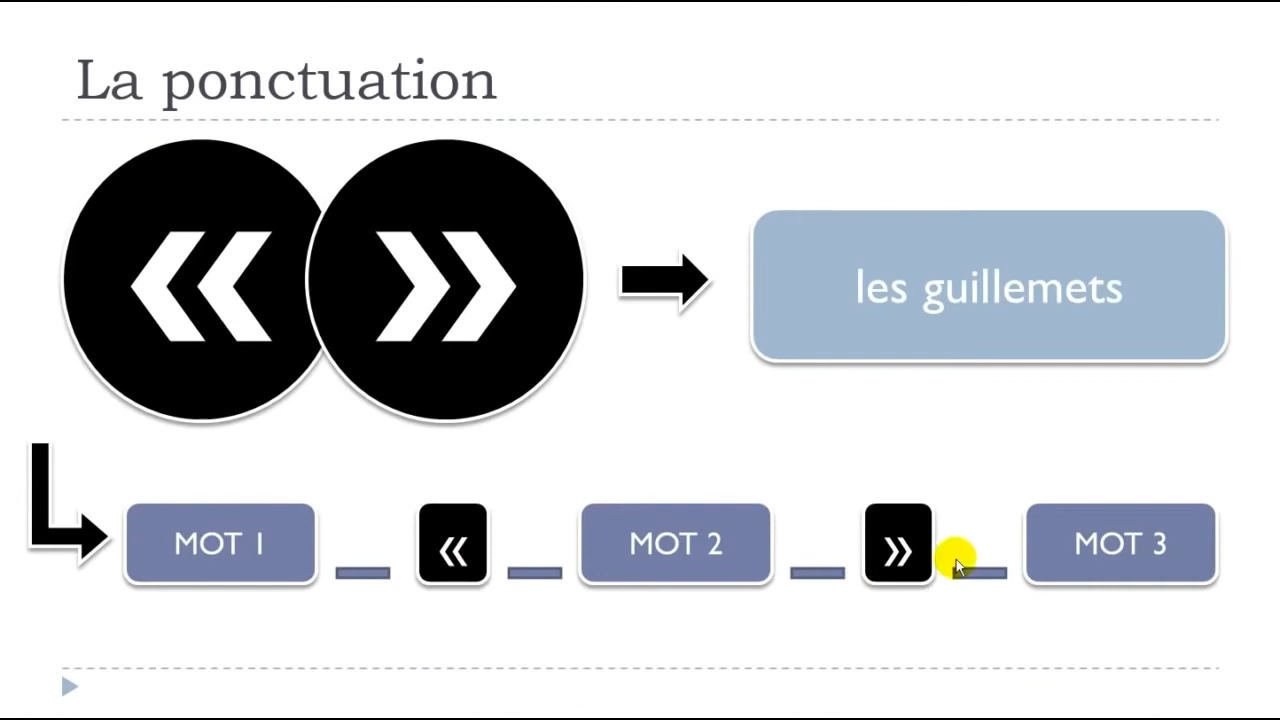 La ponctuation
« » les guillemets
MOT 1 _ « _ MOT 2 _ » _ MOT 3